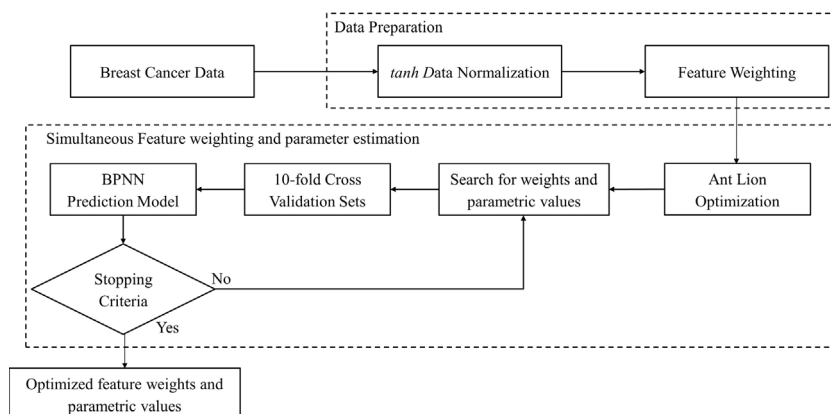 Data Preparation
Breast Cancer Data
tanh Data Normalization
Feature Weighting
Simultaneous Feature weighting and parameter estimation
BPNN
Prediction Model
10-fold Cross
Validation Sets
Search for weights and
parametric values
Ant Lion
Optimization
Stopping
Criteria
No
Yes
Optimized feature weights and
parametric values